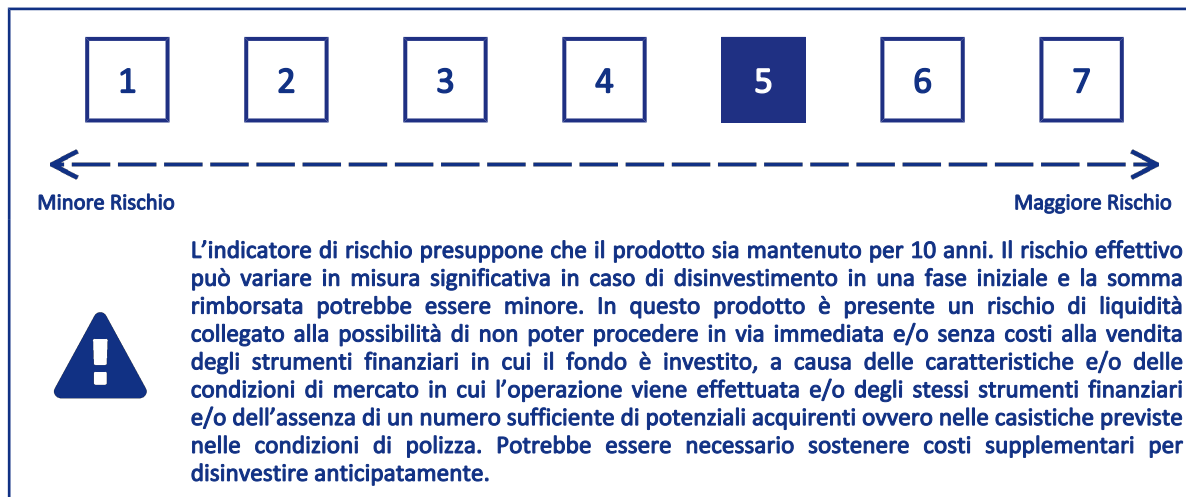 1 2 3 4 5 6 7
Minore Rischio Maggiore Rischio
L'indicatore di rischio presuppone che il prodotto sia mantenuto per 10 anni. Il rischio effettivo
può variare in misura significativa in caso di disinvestimento in una fase iniziale e la somma
rimborsata potrebbe essere minore. In questo prodotto è presente un rischio di liquidità
collegato alla possibilità di non poter procedere in via immediata e/o senza costi alla vendita
degli strumenti finanziari in cui il fondo è investito, a causa delle caratteristiche e/o delle
condizioni di mercato in cui l'operazione viene effettuata e/o degli stessi strumenti finanziari
e/o dell'assenza di un numero sufficiente di potenziali acquirenti ovvero nelle casistiche previste
nelle condizioni di polizza. Potrebbe essere necessario sostenere costi supplementari per
disinvestire anticipatamente.